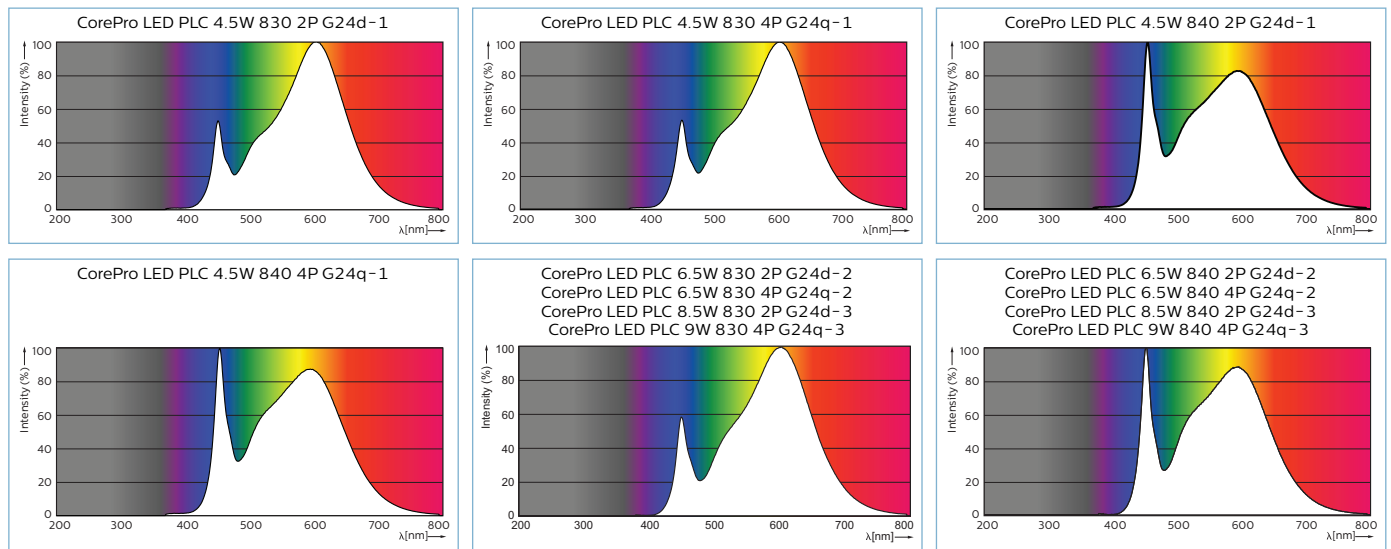 CorePro LED PLC 4.5W 830 2P G24d-1
Intensity (%)
100
80
60
40
20
0
200 300 400 500 600 700 800
λ[nm]
CorePro LED PLC 4.5W 830 4P G24q-1
Intensity (%)
100
80
60
40
20
0
200 300 400 500 600 700 800
λ[nm]
CorePro LED PLC 4.5W 840 2P G24d-1
Intensity (%)
100
80
60
40
20
0
200 300 400 500 600 700 800
λ[nm]
CorePro LED PLC 4.5W 840 4P G24q-1
Intensity (%)
100
80
60
40
20
0
200 300 400 500 600 700 800
λ[nm]
CorePro LED PLC 6.5W 830 2P G24d-2
CorePro LED PLC 6.5W 830 4P G24q-2
CorePro LED PLC 8.5W 830 2P G24d-3
CorePro LED PLC 9W 830 4P G24q-3
Intensity (%)
100
80
60
40
20
0
200 300 400 500 600 700 800
λ[nm]
CorePro LED PLC 6.5W 840 2P G24d-2
CorePro LED PLC 6.5W 840 4P G24q-2
CorePro LED PLC 8.5W 840 2P G24d-3
CorePro LED PLC 9W 840 4P G24q-3
Intensity (%)
100
80
60
40
20
0
200 300 400 500 600 700 800
λ[nm]